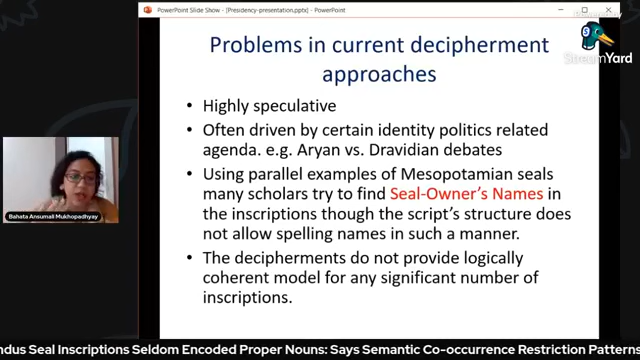 PowerPoint Slide Show - [Presidency-presentation.pptx] - PowerPoint
StreamYard
Problems in current decipherment
approaches
• Highly speculative
• Often driven by certain identity politics related
agenda. e.g. Aryan vs. Dravidian debates
• Using parallel examples of Mesopotamian seals
many scholars try to find Seal-Owner's Names in
the inscriptions though the script's structure does
not allow spelling names in such a manner.
• The decipherments do not provide logically
coherent model for any significant number of
inscriptions.
Bahata Ansumali Mukhopadhyay
ndus Seal Inscriptions Seldom Encoded Proper Nouns: Says Semantic Co-occurrence Restriction Patterns